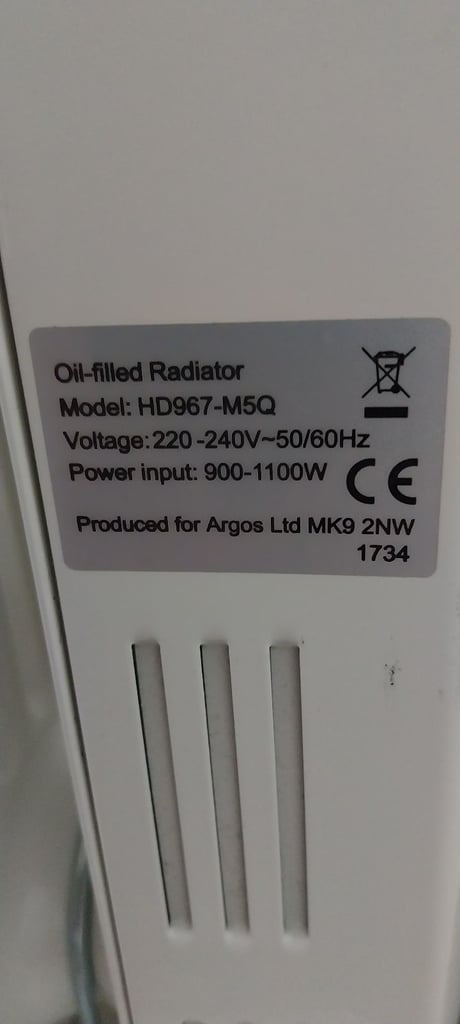 Oil-filled Radiator
Model: HD967-M5Q
Voltage: 220-240V~50/60Hz
Power input: 900-1100W CE
Produced for Argos Ltd MK9 2NW
1734